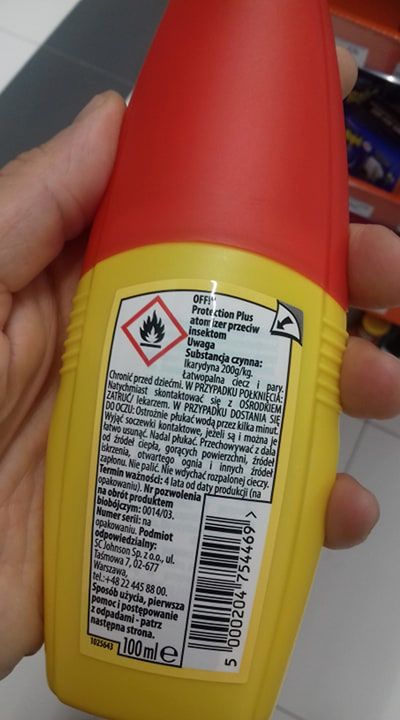 OFF!®
Protection Plus
atomizer przeciw
insektom
Uwaga
Substancja czynna:
Ikarydyna 200g/kg.
Łatwopalna ciecz i pary.
Chronić przed dziećmi. W PRZYPADKU POŁKNIĘCIA:
Natychmiast skontaktować się z OŚRODKIEM
ZATRUĆ/ lekarzem. W PRZYPADKU DOSTANIA SIĘ
DO OCZU: Ostrożnie płukać wodą przez kilka minut.
Wyjąć soczewki kontaktowe, jeżeli są i można je
łatwo usunąć. Nadal płukać. Przechowywać z dala
od źródeł ciepła, gorących powierzchni, źródeł
iskrzenia, otwartego ognia i innych źródeł
zapłonu. Nie palić. Nie wdychać rozpalonej cieczy.
Termin ważności: 4 lata od daty produkcji (na
opakowaniu). Nr pozwolenia
na obrót produktem
biobójczym: 0014/03.
Numer serii: na
opakowaniu. Podmiot
odpowiedzialny:
SC Johnson Sp. z o.o., ul.
Taśmowa 7, 02-677
Warszawa,
tel.:+48 22 445 88 00.
Sposób użycia, pierwsza
pomoc i postępowanie
z odpadami - patrz
następna strona.
1025643
100 ml e
5 000204 754469 >